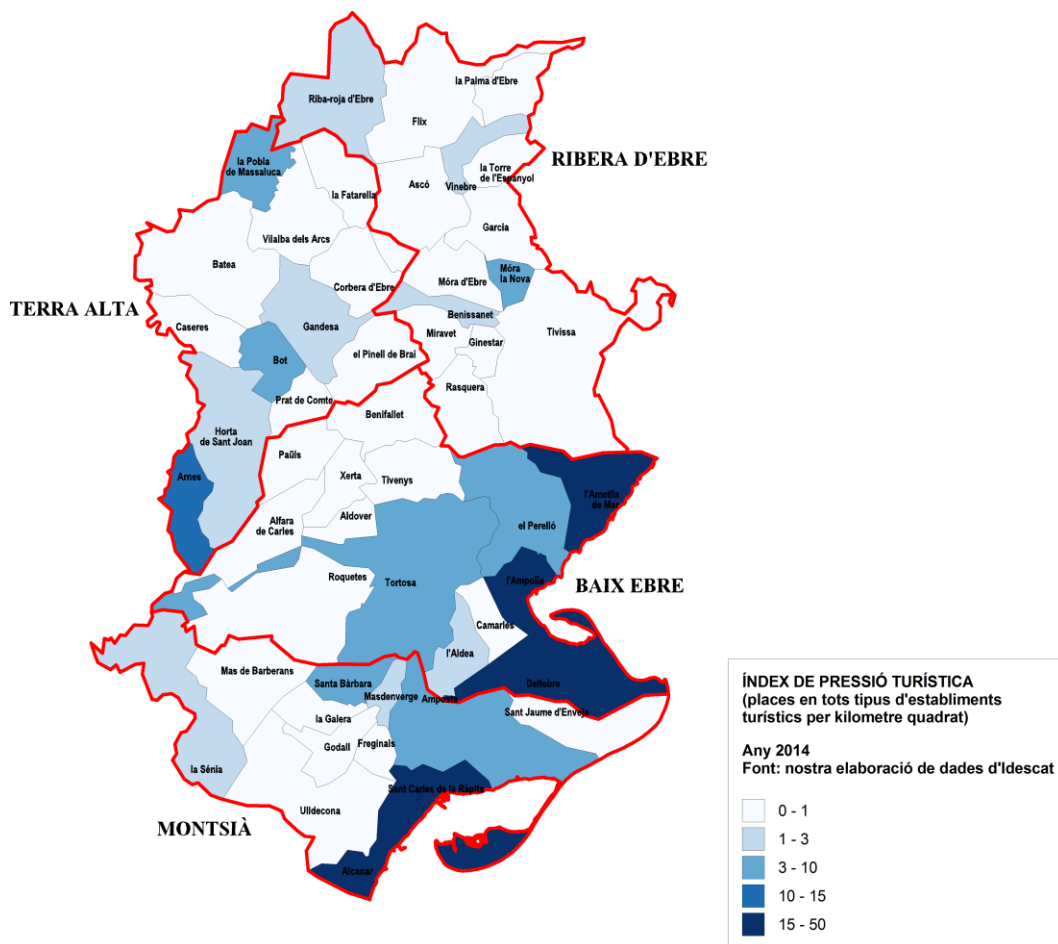 la Palma d'Ebre
Riba-roja d'Ebre
Flix
RIBERA D'EBRE
la Pobla
de Massaluca
la Torre
de l'Espanyol
Ascó
Vinebre
la Fatarella
Garcia
Vilalba dels Arcs
Batea
Móra
la Nova
Móra d'Ebre
Corbera d'Ebre
TERRA ALTA
Benissanet
Caseres
Gandesa
Miravet
Tivissa
Ginestar
el Pinell de Brai
Bot
Rasquera
Prat de Comte
Benifallet
Horta
de Sant Joan
Paüls
Arnes
Xerta
Tivenys
l'Ametlla
de Mar
Aldover
Alfara
de Carles
el Perelló
Roquetes
Tortosa
l'Ampolla
BAIX EBRE
Camarles
l'Aldea
Mas de Barberans
Santa Bàrbara
Masdenverge
Amposta
Deltebre
Sant Jaume d'Enveja
la Galera
Godall
Freginals
la Sénia
Sant Carles de la Ràpita
Ulldecona
MONTSIÀ
Alcanar
ÍNDEX DE PRESSIÓ TURÍSTICA
(places en tots tipus d'establiments
turístics per kilometre quadrat)
Any 2014
Font: nostra elaboració de dades d'Idescat
0 - 1
1 - 3
3 - 10
10 - 15
15 - 50